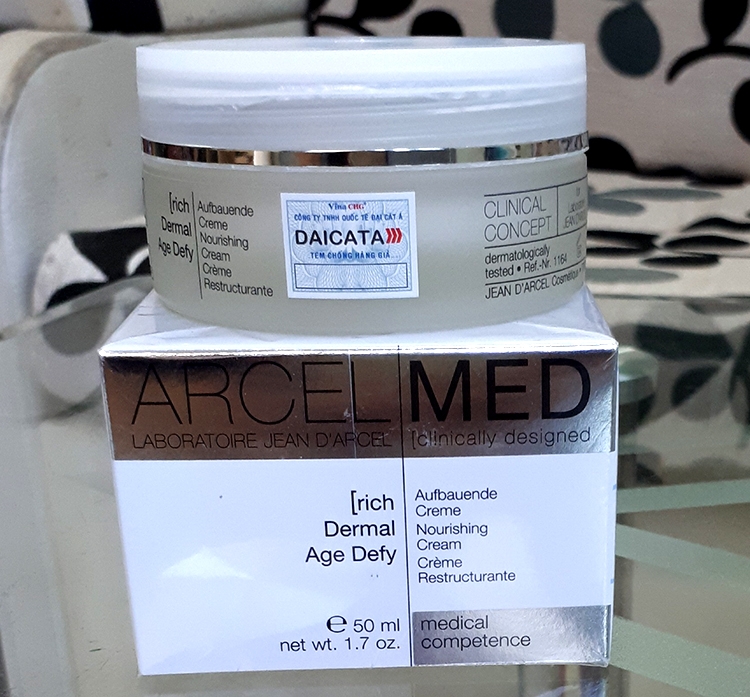 [rich
Dermal
Age Defy
Aufbauende
Creme
Nourishing
Cream
Crème
Restructurante
Vina CHG
CÔNG TY TNHH QUỐC TẾ ĐẠI CÁT Á
DAICATA
TEM CHỐNG HÀNG GIẢ
CLINICAL
CONCEPT
dermatologically
tested • Ref.-Nr. 1164
JEAN D'ARCEL Cosmétique
ARCELMED
LABORATOIRE JEAN D'ARCEL [clinically designed
[rich
Dermal
Age Defy
Aufbauende
Creme
Nourishing
Cream
Crème
Restructurante
℮ 50 ml
net wt. 1.7 oz.
medical
competence